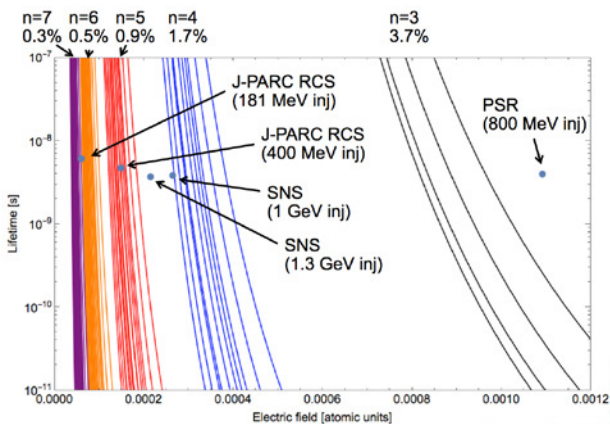 n=7 n=6 n=5 n=4 n=3
0.3% 0.5% 0.9% 1.7% 3.7%
J-PARC RCS
(181 MeV inj)
J-PARC RCS
(400 MeV inj)
SNS
(1 GeV inj)
SNS
(1.3 GeV inj)
PSR
(800 MeV inj)
Lifetime [s]
10⁻⁷
10⁻⁸
10⁻⁹
10⁻¹⁰
10⁻¹¹
0.0000 0.0002 0.0004 0.0006 0.0008 0.0010 0.0012
Electric field [atomic units]